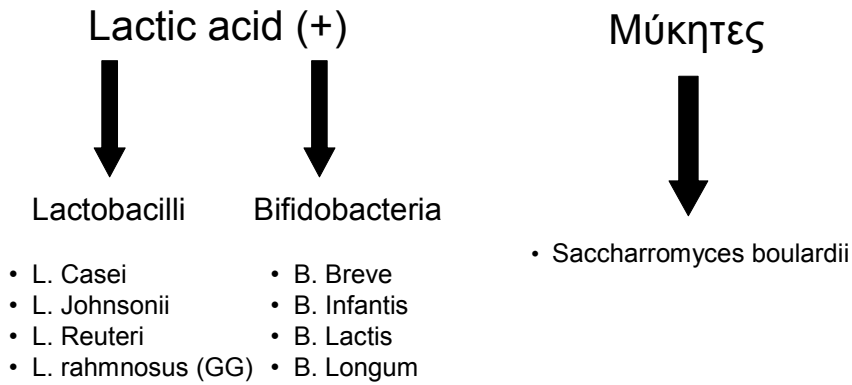 Lactic acid (+)
Μύκητες
Lactobacilli
Bifidobacteria
• L. Casei
• L. Johnsonii
• L. Reuteri
• L. rahmnosus (GG)
• B. Breve
• B. Infantis
• B. Lactis
• B. Longum
• Saccharromyces boulardii